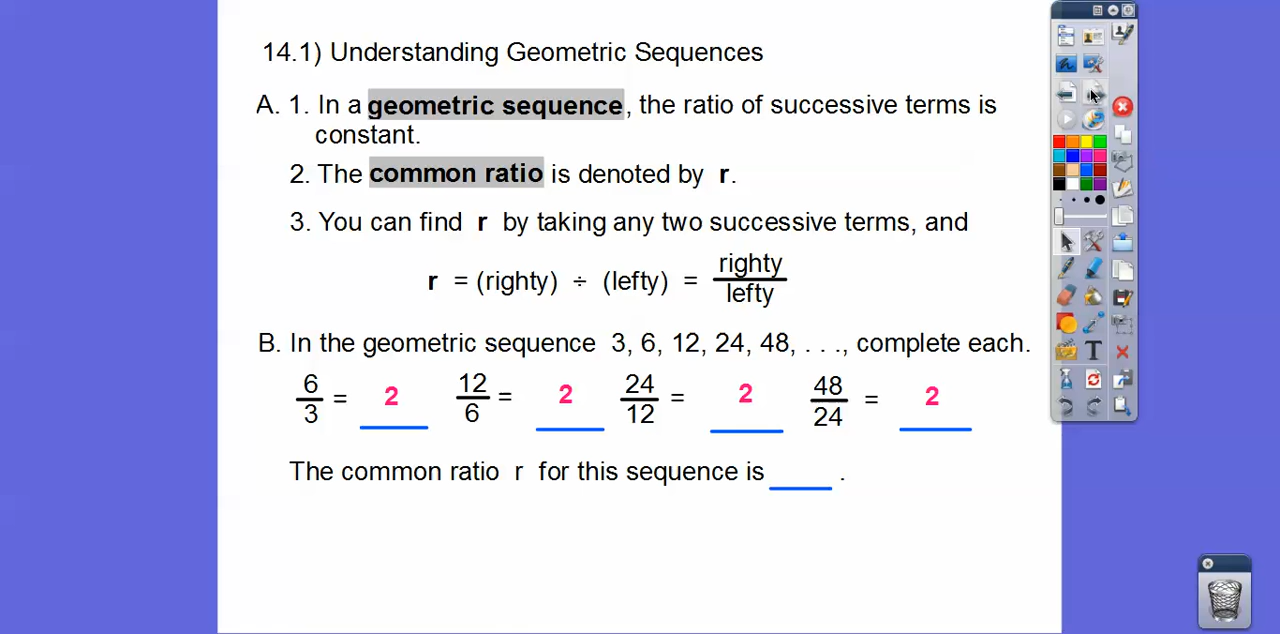 14.1) Understanding Geometric Sequences
A. 1. In a geometric sequence, the ratio of successive terms is
constant.
2. The common ratio is denoted by r.
3. You can find r by taking any two successive terms, and
r = (righty) ÷ (lefty) = righty/lefty
B. In the geometric sequence 3, 6, 12, 24, 48, . . ., complete each.
6/3 = 2 12/6 = 2 24/12 = 2 48/24 = 2
The common ratio r for this sequence is ____ .